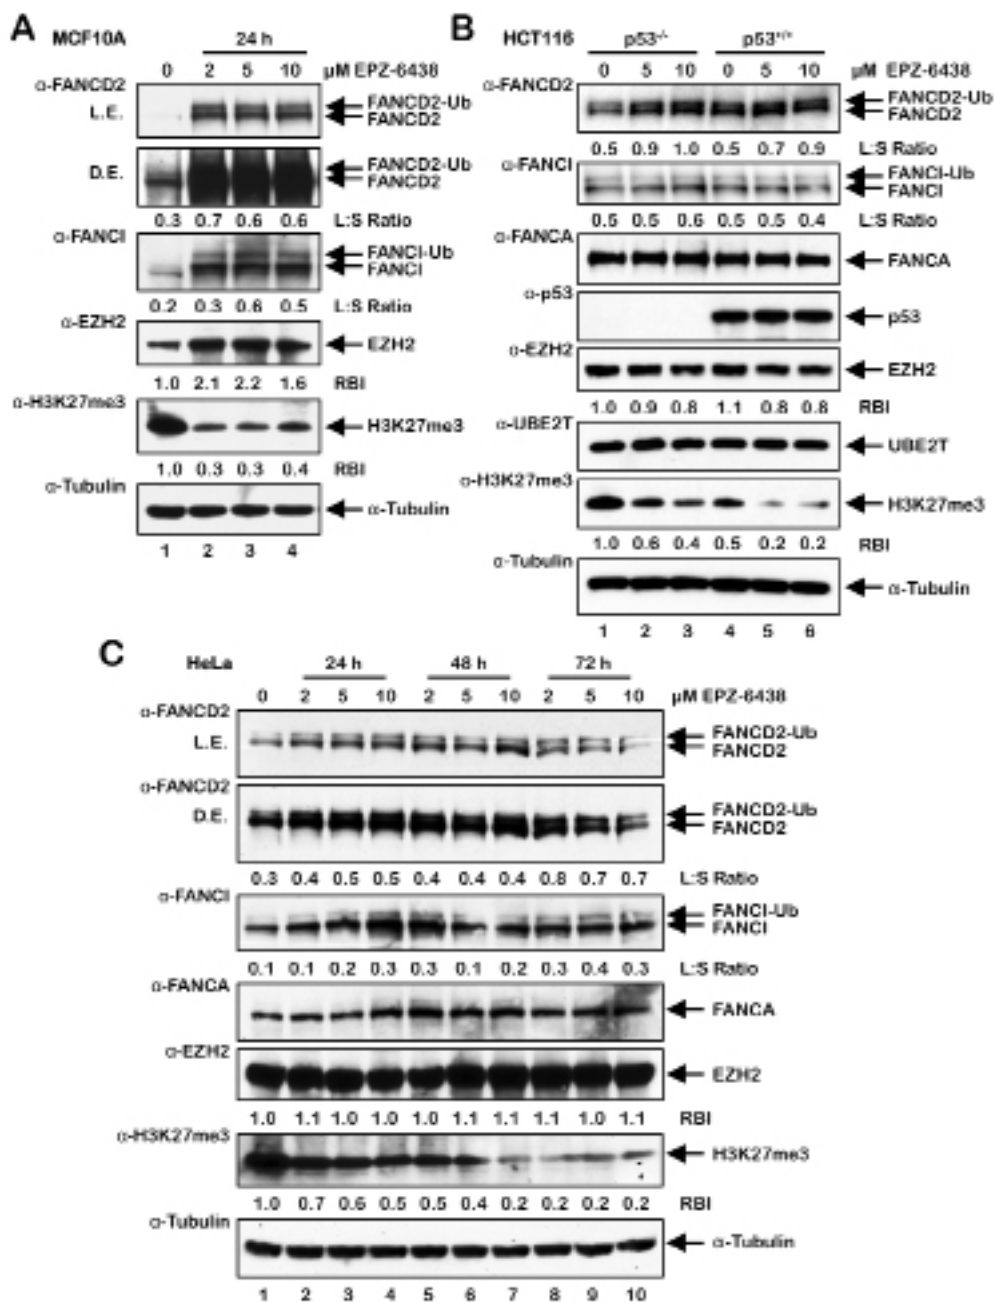 A MCF10A 24 h
0 2 5 10 µM EPZ-6438
α-FANCD2
L.E. FANCD2-Ub
FANCD2
D.E. FANCD2-Ub
FANCD2
0.3 0.7 0.6 0.6 L:S Ratio
α-FANCI
FANCI-Ub
FANCI
0.2 0.3 0.6 0.5 L:S Ratio
α-EZH2
EZH2
1.0 2.1 2.2 1.6 RBI
α-H3K27me3
H3K27me3
1.0 0.3 0.3 0.4 RBI
α-Tubulin
α-Tubulin
1 2 3 4
B HCT116 p53-/- p53+/+
0 5 10 0 5 10 µM EPZ-6438
α-FANCD2
FANCD2-Ub
FANCD2
0.5 0.9 1.0 0.5 0.7 0.9 L:S Ratio
α-FANCI
FANCI-Ub
FANCI
0.5 0.5 0.6 0.5 0.5 0.4 L:S Ratio
α-FANCA
FANCA
α-p53
p53
α-EZH2
EZH2
1.0 0.9 0.8 1.1 0.8 0.8 RBI
α-UBE2T
UBE2T
α-H3K27me3
H3K27me3
1.0 0.6 0.4 0.5 0.2 0.2 RBI
α-Tubulin
α-Tubulin
1 2 3 4 5 6
C HeLa 24 h 48 h 72 h
0 2 5 10 2 5 10 2 5 10 µM EPZ-6438
α-FANCD2
L.E. FANCD2-Ub
FANCD2
α-FANCD2
D.E. FANCD2-Ub
FANCD2
0.3 0.4 0.5 0.5 0.4 0.4 0.4 0.8 0.7 0.7 L:S Ratio
α-FANCI
FANCI-Ub
FANCI
0.1 0.1 0.2 0.3 0.3 0.1 0.2 0.3 0.4 0.3 L:S Ratio
α-FANCA
FANCA
α-EZH2
EZH2
1.0 1.1 1.0 1.0 1.0 1.1 1.1 1.1 1.0 1.1 RBI
α-H3K27me3
H3K27me3
1.0 0.7 0.6 0.5 0.5 0.4 0.2 0.2 0.2 0.2 RBI
α-Tubulin
α-Tubulin
1 2 3 4 5 6 7 8 9 10